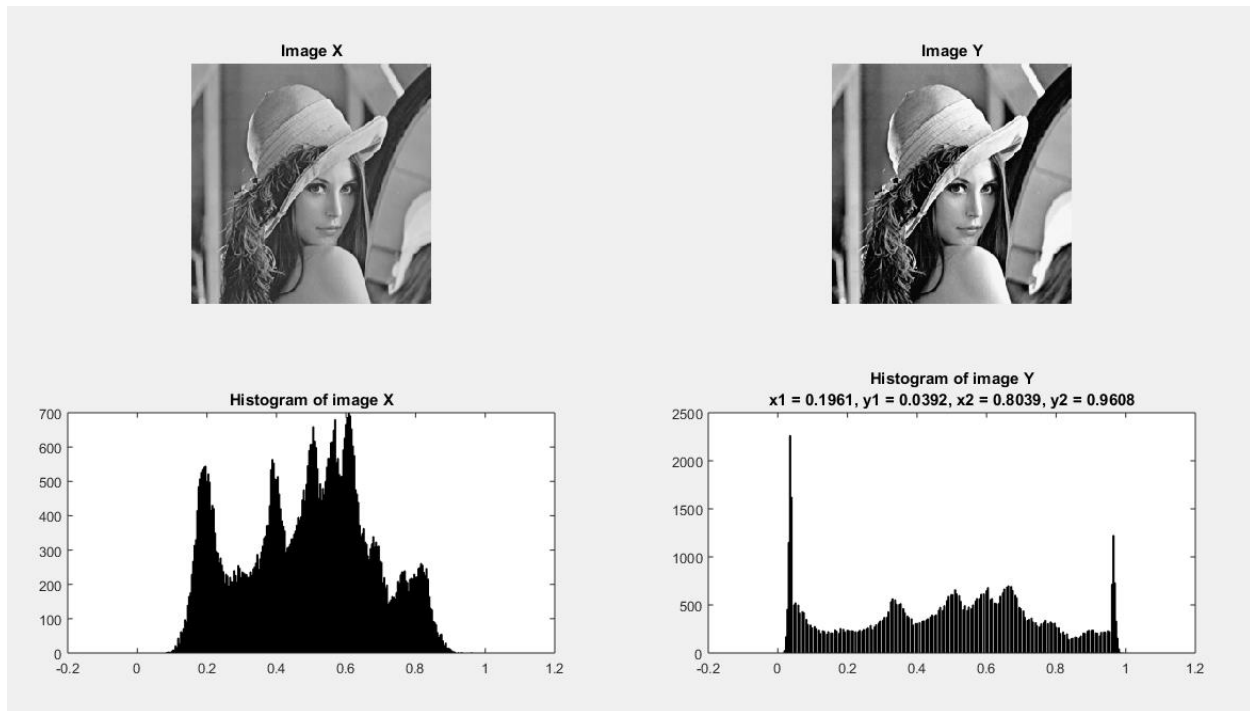 Image X
Image Y
Histogram of image X
700
600
500
400
300
200
100
0
-0.2 0 0.2 0.4 0.6 0.8 1 1.2
Histogram of image Y
x1 = 0.1961, y1 = 0.0392, x2 = 0.8039, y2 = 0.9608
2500
2000
1500
1000
500
0
-0.2 0 0.2 0.4 0.6 0.8 1 1.2